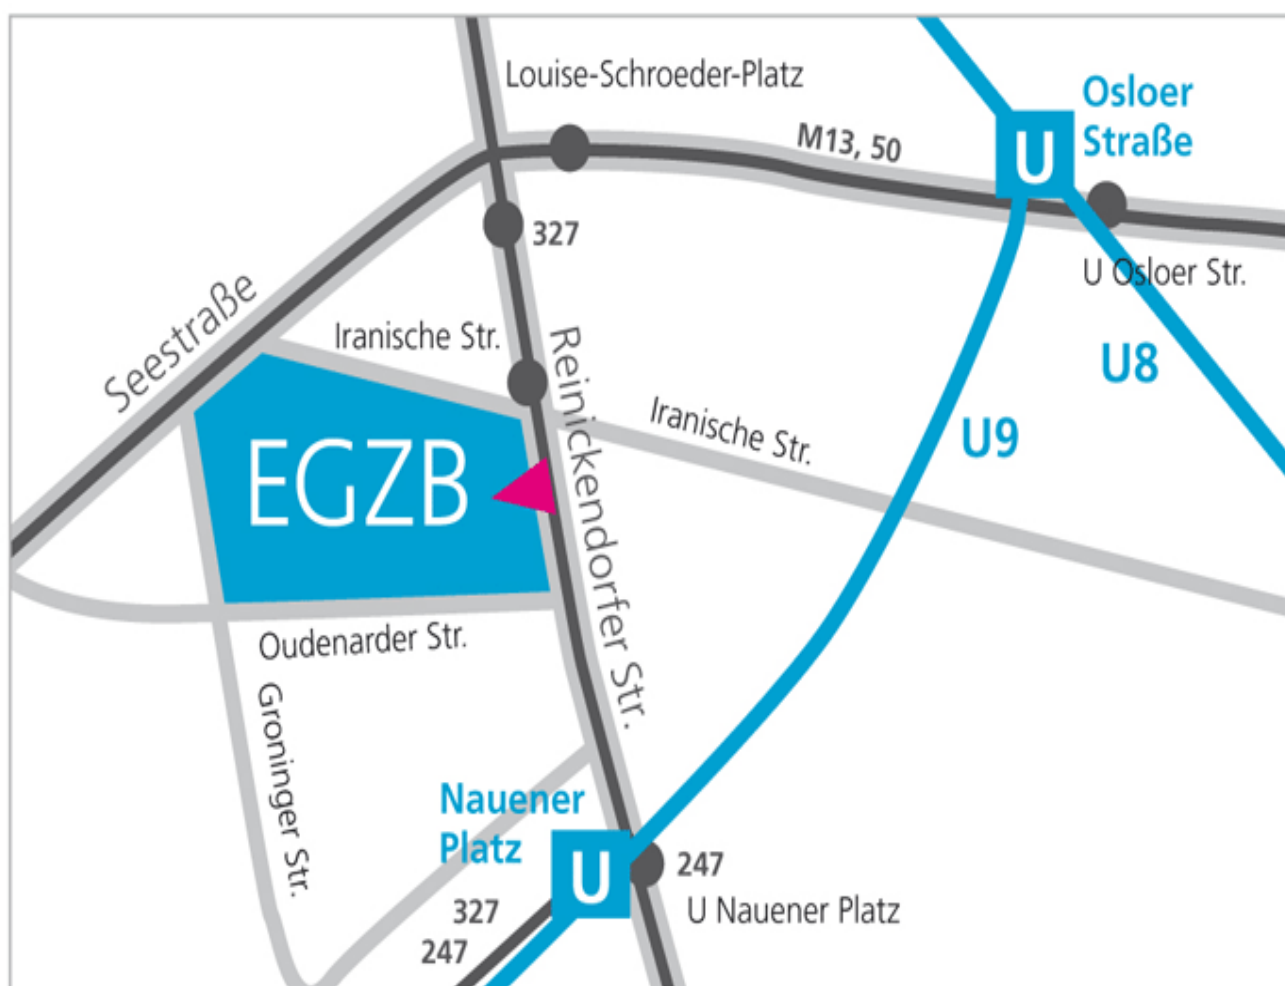 Louise-Schroeder-Platz
Osloer
Straße
M13, 50
U
327
U Osloer Str.
Seestraße
Iranische Str.
Reinickendorfer Str.
U8
Iranische Str.
U9
EGZB
Oudenarder Str.
Groninger Str.
Nauener
Platz
U
247
327
U Nauener Platz
247